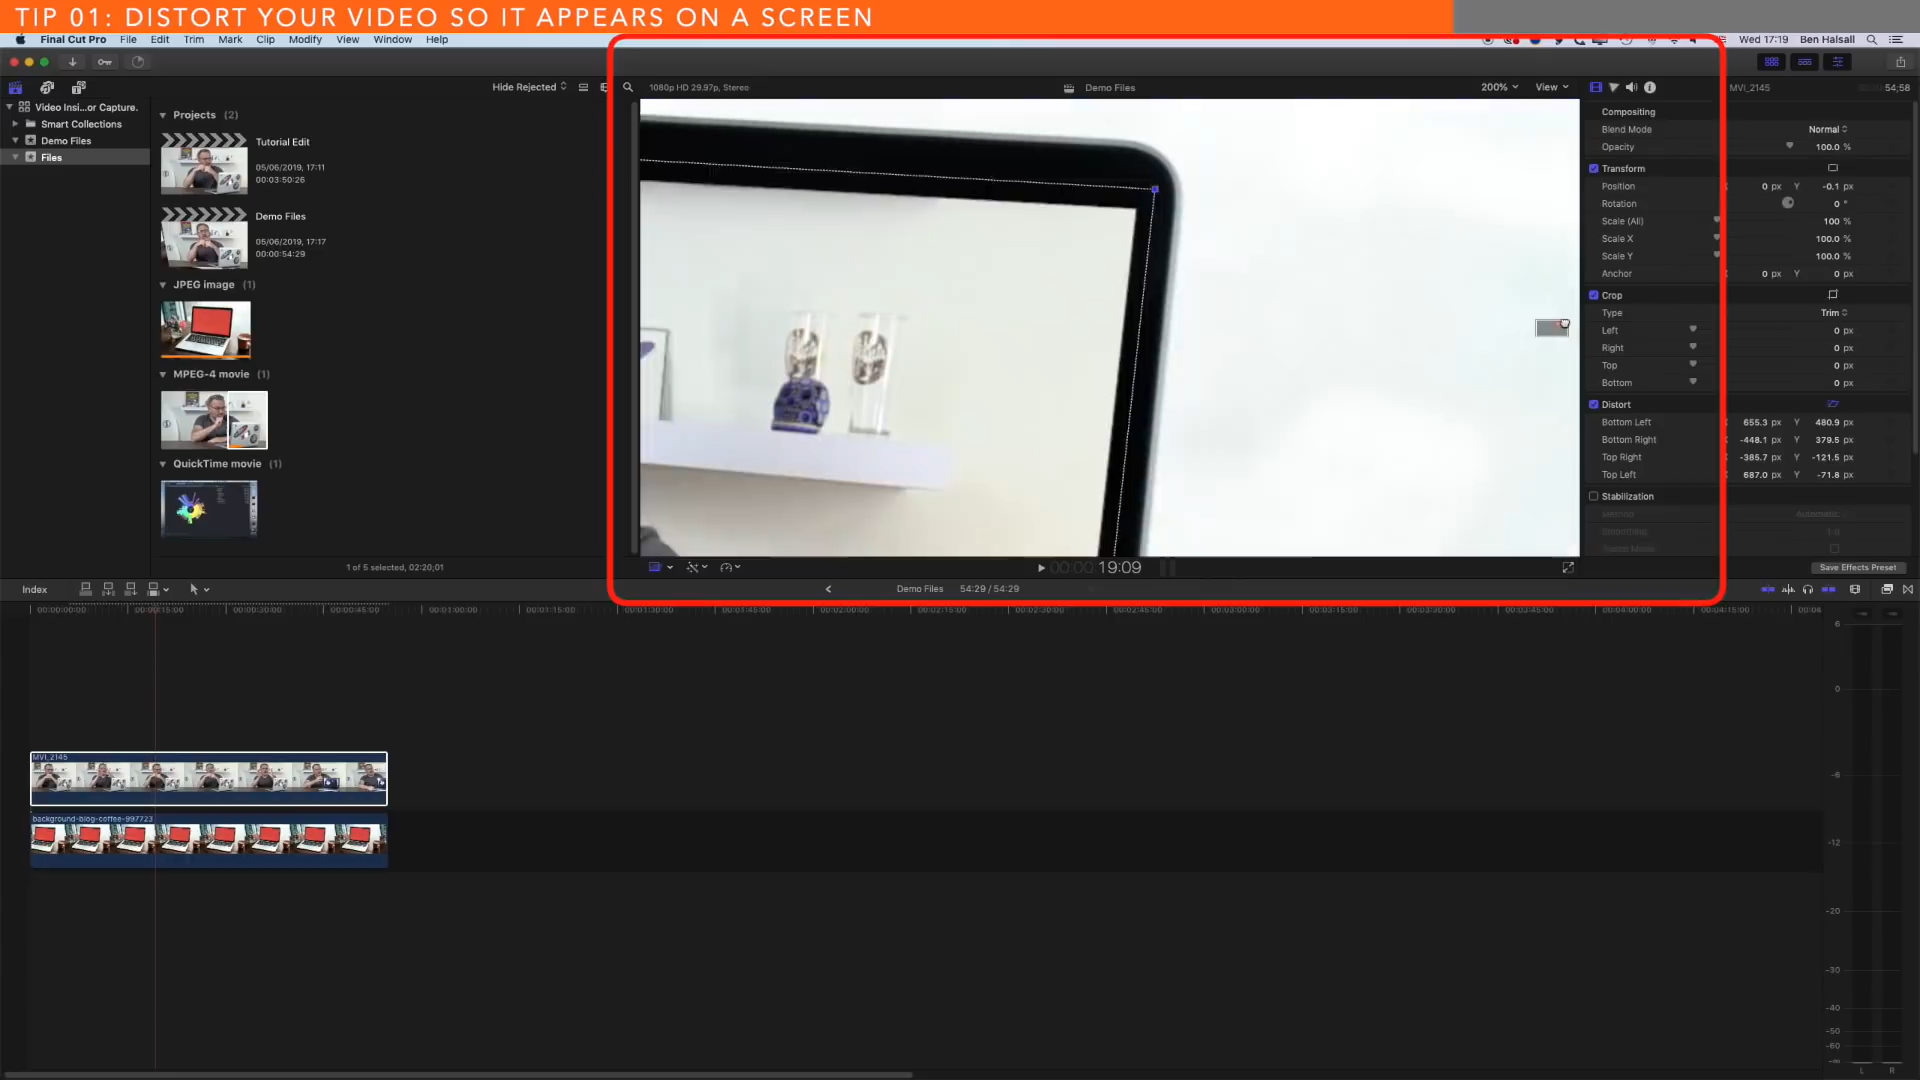 TIP 01: DISTORT YOUR VIDEO SO IT APPEARS ON A SCREEN
Final Cut Pro File Edit Trim Mark Clip Modify View Window Help
Wed 17:19 Ben Halsall
Hide Rejected
1080p HD 29.97p, Stereo
Demo Files
200% View
MVI_2145
54;58
Video Insi...or Capture.
Smart Collections
Demo Files
Files
Projects (2)
Tutorial Edit
05/06/2019, 17:11
00:03:50:26
Demo Files
05/06/2019, 17:17
00:00:54:29
JPEG image (1)
MPEG-4 movie (1)
QuickTime movie (1)
1 of 5 selected, 02:20;01
Compositing
Blend Mode Normal
Opacity 100.0 %
Transform
Position 0 px Y -0.1 px
Rotation 0 °
Scale (All) 100 %
Scale X 100.0 %
Scale Y 100.0 %
Anchor 0 px Y 0 px
Crop
Type Trim
Left 0 px
Right 0 px
Top 0 px
Bottom 0 px
Distort
Bottom Left 655.3 px Y 480.9 px
Bottom Right -448.1 px Y 379.5 px
Top Right -385.7 px Y -121.5 px
Top Left 687.0 px Y -71.8 px
Stabilization
Method Automatic
Smoothing
Save Effects Preset
00:00:19:09
Index
Demo Files 54:29 / 54:29
00:00:00:00 00:00:15:00 00:00:30:00 00:00:45:00 00:01:00:00 00:01:15:00 00:01:30:00 00:01:45:00 00:02:00:00 00:02:15:00 00:02:30:00 00:02:45:00 00:03:00:00 00:03:15:00 00:03:30:00 00:03:45:00 00:04:00:00 00:04:15:00
MVI_2145
background-blog-coffee-997723
6
0
-6
-12
-20
-30
-40
-50
-60
L R